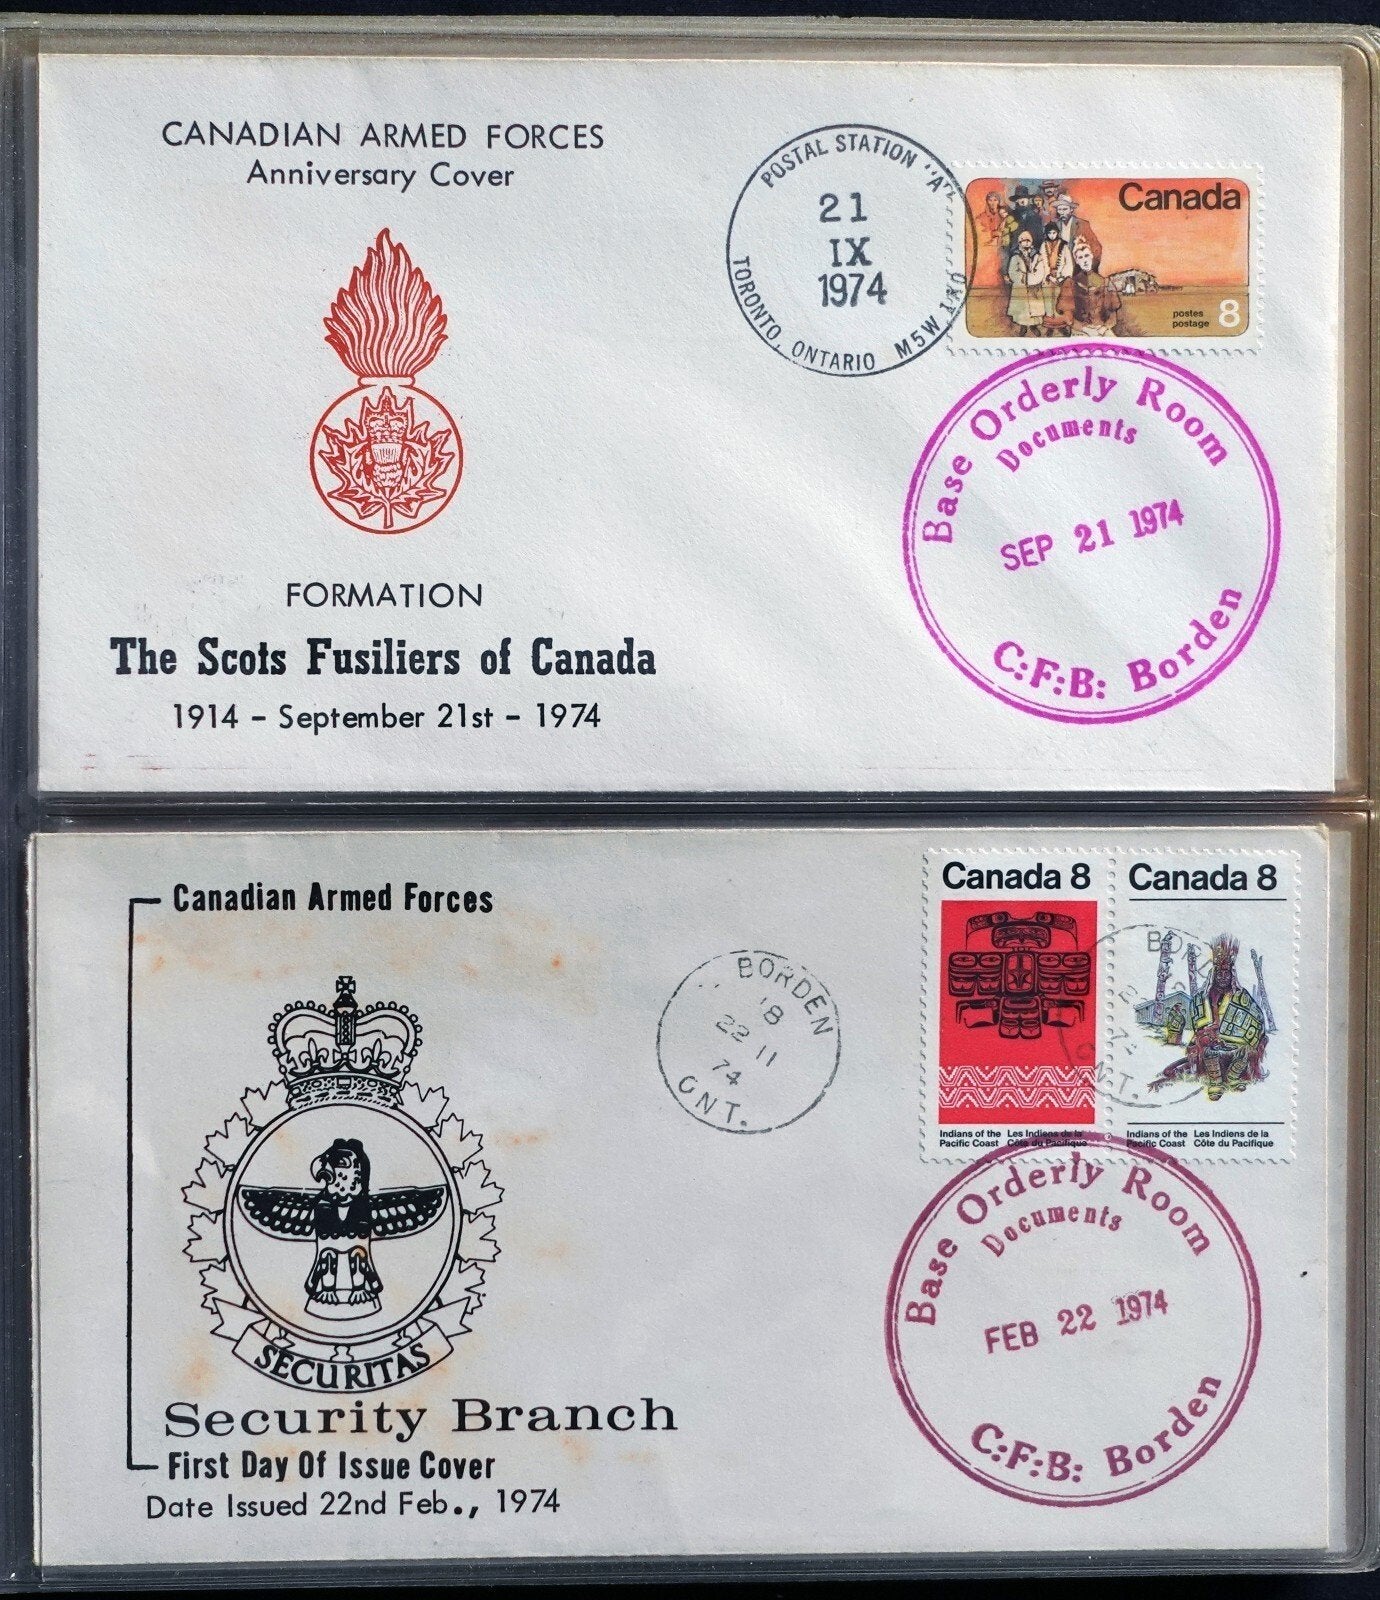 CANADIAN ARMED FORCES
Anniversary Cover
FORMATION
The Scots Fusiliers of Canada
1914 - September 21st - 1974
POSTAL STATION "A"
21
IX
1974
TORONTO, ONTARIO M5W 1X0
Canada
postes
postage 8
Base Orderly Room
Documents
SEP 21 1974
C:F:B: Borden
Canadian Armed Forces
SECURITAS
Security Branch
First Day Of Issue Cover
Date Issued 22nd Feb., 1974
BORDEN
18
22 II
74
ONT.
Canada 8
Indians of the Les Indiens de la
Pacific Coast Côte du Pacifique
Canada 8
Indians of the Les Indiens de la
Pacific Coast Côte du Pacifique
Base Orderly Room
Documents
FEB 22 1974
C:F:B: Borden